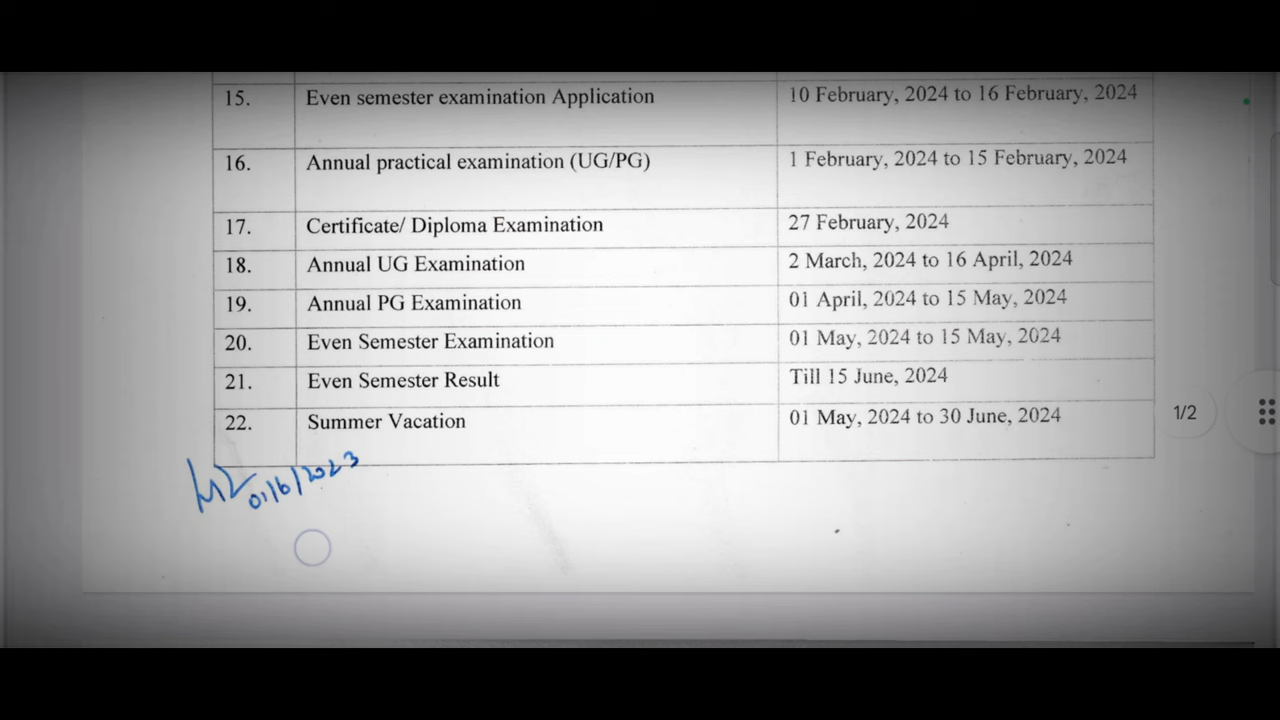 15. Even semester examination Application 10 February, 2024 to 16 February, 2024
16. Annual practical examination (UG/PG) 1 February, 2024 to 15 February, 2024
17. Certificate/ Diploma Examination 27 February, 2024
18. Annual UG Examination 2 March, 2024 to 16 April, 2024
19. Annual PG Examination 01 April, 2024 to 15 May, 2024
20. Even Semester Examination 01 May, 2024 to 15 May, 2024
21. Even Semester Result Till 15 June, 2024
22. Summer Vacation 01 May, 2024 to 30 June, 2024
1/2
01/6/2023